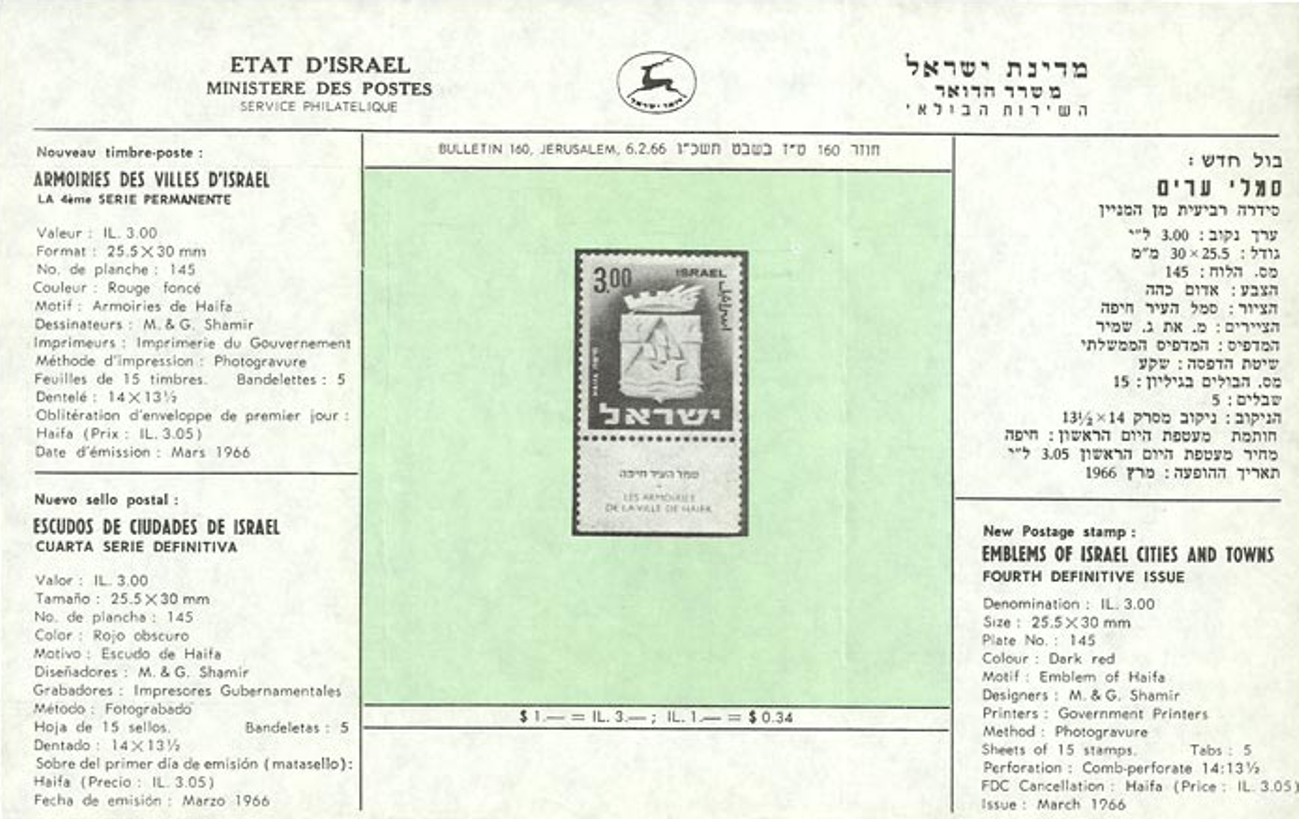 ETAT D'ISRAEL
MINISTERE DES POSTES
SERVICE PHILATELIQUE
דואר ישראל
מדינת ישראל
משרד הדואר
השירות הבולאי
BULLETIN 160, JERUSALEM, 6.2.66 חוזר 160 ט"ז בשבט תשכ"ו
Nouveau timbre-poste :
ARMOIRIES DES VILLES D'ISRAEL
LA 4ème SERIE PERMANENTE
Valeur : IL. 3.00
Format : 25.5 X 30 mm
No. de planche : 145
Couleur : Rouge foncé
Motif : Armoiries de Haifa
Dessinateurs : M. & G. Shamir
Imprimeurs : Imprimerie du Gouvernement
Méthode d'impression : Photogravure
Feuilles de 15 timbres. Bandelettes : 5
Dentelé : 14 X 13½
Oblitération d'enveloppe de premier jour :
Haifa (Prix : IL. 3.05)
Date d'émission : Mars 1966
Nuevo sello postal :
ESCUDOS DE CIUDADES DE ISRAEL
CUARTA SERIE DEFINITIVA
Valor : IL. 3.00
Tamaño : 25.5 X 30 mm
No. de plancha : 145
Color : Rojo obscuro
Motivo : Escudo de Haifa
Diseñadores : M. & G. Shamir
Grabadores : Impresores Gubernamentales
Método : Fotograbado
Hoja de 15 sellos. Bandeletas : 5
Dentado : 14 X 13½
Sobre del primer día de emisión (matasello):
Haifa (Precio : IL. 3.05)
Fecha de emisión : Marzo 1966
3.00 ISRAEL
اسرائيل
חיפה HAIFA
ישראל
סמל העיר חיפה
LES ARMOIRIES
DE LA VILLE DE HAIFA
$ 1.— = IL. 3.— ; IL. 1.— = $ 0.34
בול חדש :
סמלי ערים
סידרה רביעית מן המניין
ערך נקוב : 3.00 ל"י
גודל : 25.5 × 30 מ"מ
מס. הלוח : 145
הצבע : אדום כהה
הציור : סמל העיר חיפה
הציירים : מ. את ג. שמיר
המדפיס : המדפיס הממשלתי
שיטת הדפסה : שקע
מס. הבולים בגיליון : 15
שבלים : 5
הניקוב : ניקוב מסרק 14 × 13½
חותמת מעטפת היום הראשון : חיפה
מחיר מעטפת היום הראשון 3.05 ל"י
תאריך ההופעה : מרץ 1966
New Postage stamp :
EMBLEMS OF ISRAEL CITIES AND TOWNS
FOURTH DEFINITIVE ISSUE
Denomination : IL. 3.00
Size : 25.5 X 30 mm
Plate No. : 145
Colour : Dark red
Motif : Emblem of Haifa
Designers : M. & G. Shamir
Printers : Government Printers
Method : Photogravure
Sheets of 15 stamps. Tabs : 5
Perforation : Comb-perforate 14:13½
FDC Cancellation : Haifa (Price : IL. 3.05)
Issue : March 1966